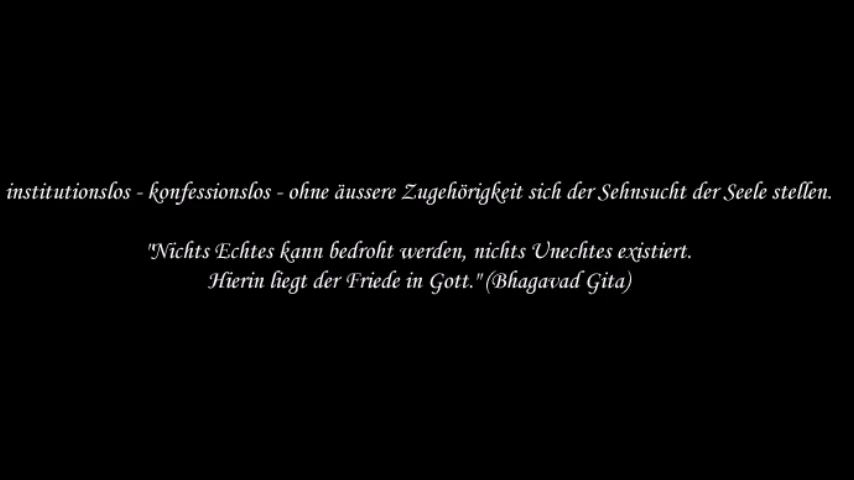 institutionslos - konfessionslos - ohne äussere Zugehörigkeit sich der Sehnsucht der Seele stellen.
"Nichts Echtes kann bedroht werden, nichts Unechtes existiert.
Hierin liegt der Friede in Gott." (Bhagavad Gita)